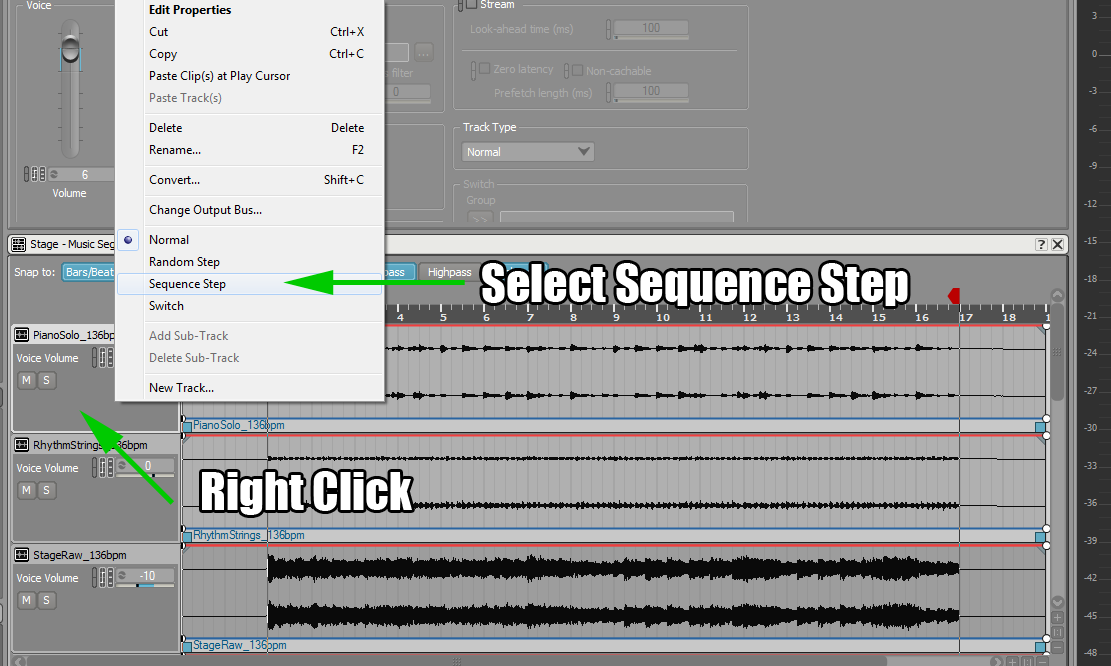 Voice
Edit Properties
Stream
Cut Ctrl+X
Look-ahead time (ms) 100
Copy Ctrl+C
...
Paste Clip(s) at Play Cursor
s filter
Zero latency Non-cachable
Paste Track(s)
0
Prefetch length (ms) 100
Delete Delete
Track Type
Rename... F2
Normal
6
Convert... Shift+C
Switch
Volume
Group
Change Output Bus...
>>
Normal
Stage - Music Seq
? X
Random Step
Snap to: Bars/Beat
pass Highpass
Sequence Step
Select Sequence Step
Switch
4 5 6 7 8 9 10 11 12 13 14 15 16 17 18 1
Add Sub-Track
PianoSolo_136bp
Voice Volume
Delete Sub-Track
M S
New Track...
PianoSolo_136bpm
RhythmStrings_136bpm
Voice Volume 0
Right Click
M S
RhythmStrings_136bpm
StageRaw_136bpm
Voice Volume -10
M S
StageRaw_136bpm
3
0
-3
-6
-9
-12
-15
-18
-21
-24
-27
-30
-33
-36
-39
-42
-45
-48